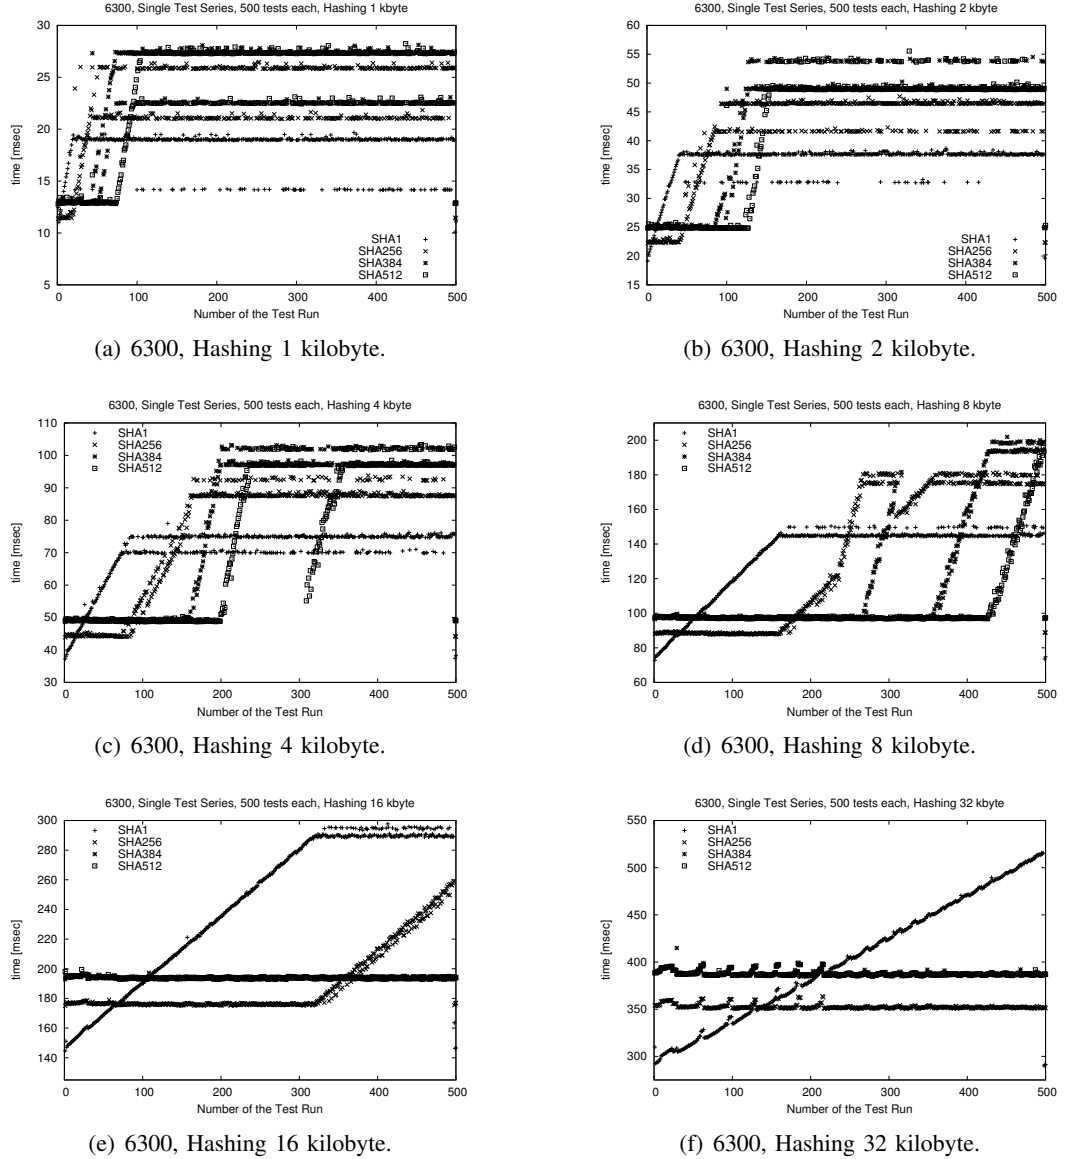 6300, Single Test Series, 500 tests each, Hashing 1 kbyte
30
25
20
15
10
5
time [msec]
SHA1
SHA256
SHA384
SHA512
0 100 200 300 400 500
Number of the Test Run
(a) 6300, Hashing 1 kilobyte.
6300, Single Test Series, 500 tests each, Hashing 2 kbyte
60
55
50
45
40
35
30
25
20
15
time [msec]
SHA1
SHA256
SHA384
SHA512
0 100 200 300 400 500
Number of the Test Run
(b) 6300, Hashing 2 kilobyte.
6300, Single Test Series, 500 tests each, Hashing 4 kbyte
110
100
90
80
70
60
50
40
30
time [msec]
SHA1
SHA256
SHA384
SHA512
0 100 200 300 400 500
Number of the Test Run
(c) 6300, Hashing 4 kilobyte.
6300, Single Test Series, 500 tests each, Hashing 8 kbyte
200
180
160
140
120
100
80
60
time [msec]
SHA1
SHA256
SHA384
SHA512
0 100 200 300 400 500
Number of the Test Run
(d) 6300, Hashing 8 kilobyte.
6300, Single Test Series, 500 tests each, Hashing 16 kbyte
300
280
260
240
220
200
180
160
140
time [msec]
SHA1
SHA256
SHA384
SHA512
0 100 200 300 400 500
Number of the Test Run
(e) 6300, Hashing 16 kilobyte.
6300, Single Test Series, 500 tests each, Hashing 32 kbyte
550
500
450
400
350
300
time [msec]
SHA1
SHA256
SHA384
SHA512
0 100 200 300 400 500
Number of the Test Run
(f) 6300, Hashing 32 kilobyte.